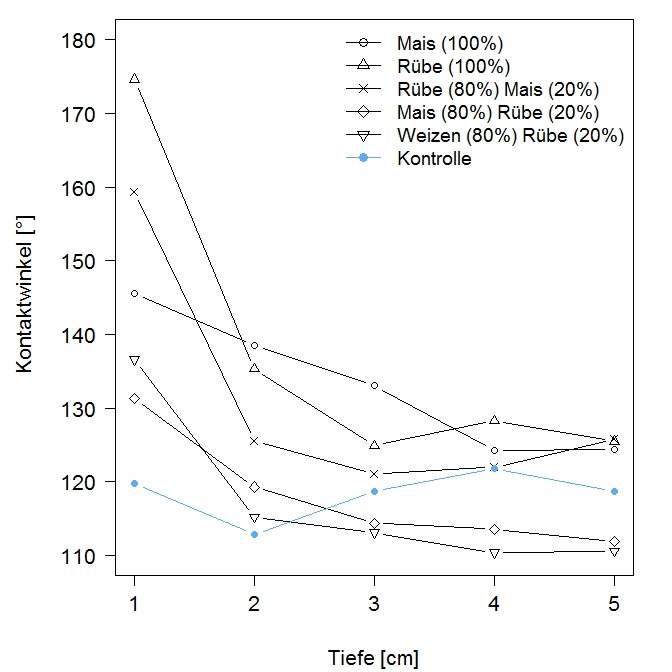 Mais (100%)
Rübe (100%)
Rübe (80%) Mais (20%)
Mais (80%) Rübe (20%)
Weizen (80%) Rübe (20%)
Kontrolle
Kontaktwinkel [°]
180
170
160
150
140
130
120
110
1 2 3 4 5
Tiefe [cm]